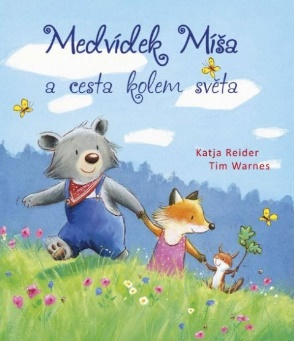 Medvídek Míša
a cesta kolem světa
Katja Reider
Tim Warnes